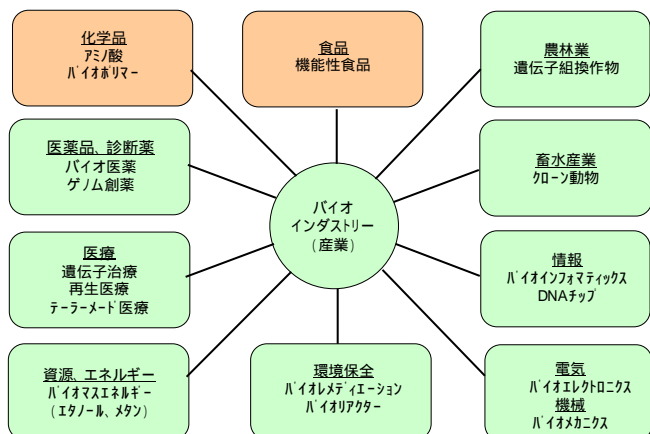 化学品
アミノ酸
バイオポリマー
食品
機能性食品
農林業
遺伝子組換作物
医薬品、診断薬
バイオ医薬
ゲノム創薬
バイオ
インダストリー
(産業)
畜水産業
クローン動物
医療
遺伝子治療
再生医療
テーラーメード医療
情報
バイオインフォマティックス
DNAチップ
資源、エネルギー
バイオマスエネルギー
(エタノール、メタン)
環境保全
バイオレメディエーション
バイオリアクター
電気
バイオエレクトロニクス
機械
バイオメカニクス